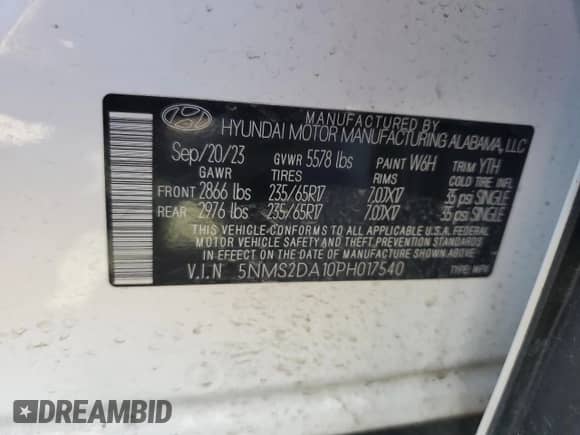 MANUFACTURED BY
HYUNDAI MOTOR MANUFACTURING ALABAMA, LLC
Sep/20/23 GVWR 5578 lbs PAINT W6H TRIM YTH
GAWR TIRES RIMS COLD TIRE INFL
FRONT 2866 lbs 235/65R17 7.0JX17 35 psi SINGLE
REAR 2976 lbs 235/65R17 7.0JX17 35 psi SINGLE
THIS VEHICLE CONFORMS TO ALL APPLICABLE U.S.A. FEDERAL
MOTOR VEHICLE SAFETY AND THEFT PREVENTION STANDARDS
IN EFFECT ON THE DATE OF MANUFACTURE SHOWN ABOVE.
V.I.N 5NMS2DA10PH017540 TYPE: MPV
DREAMBID